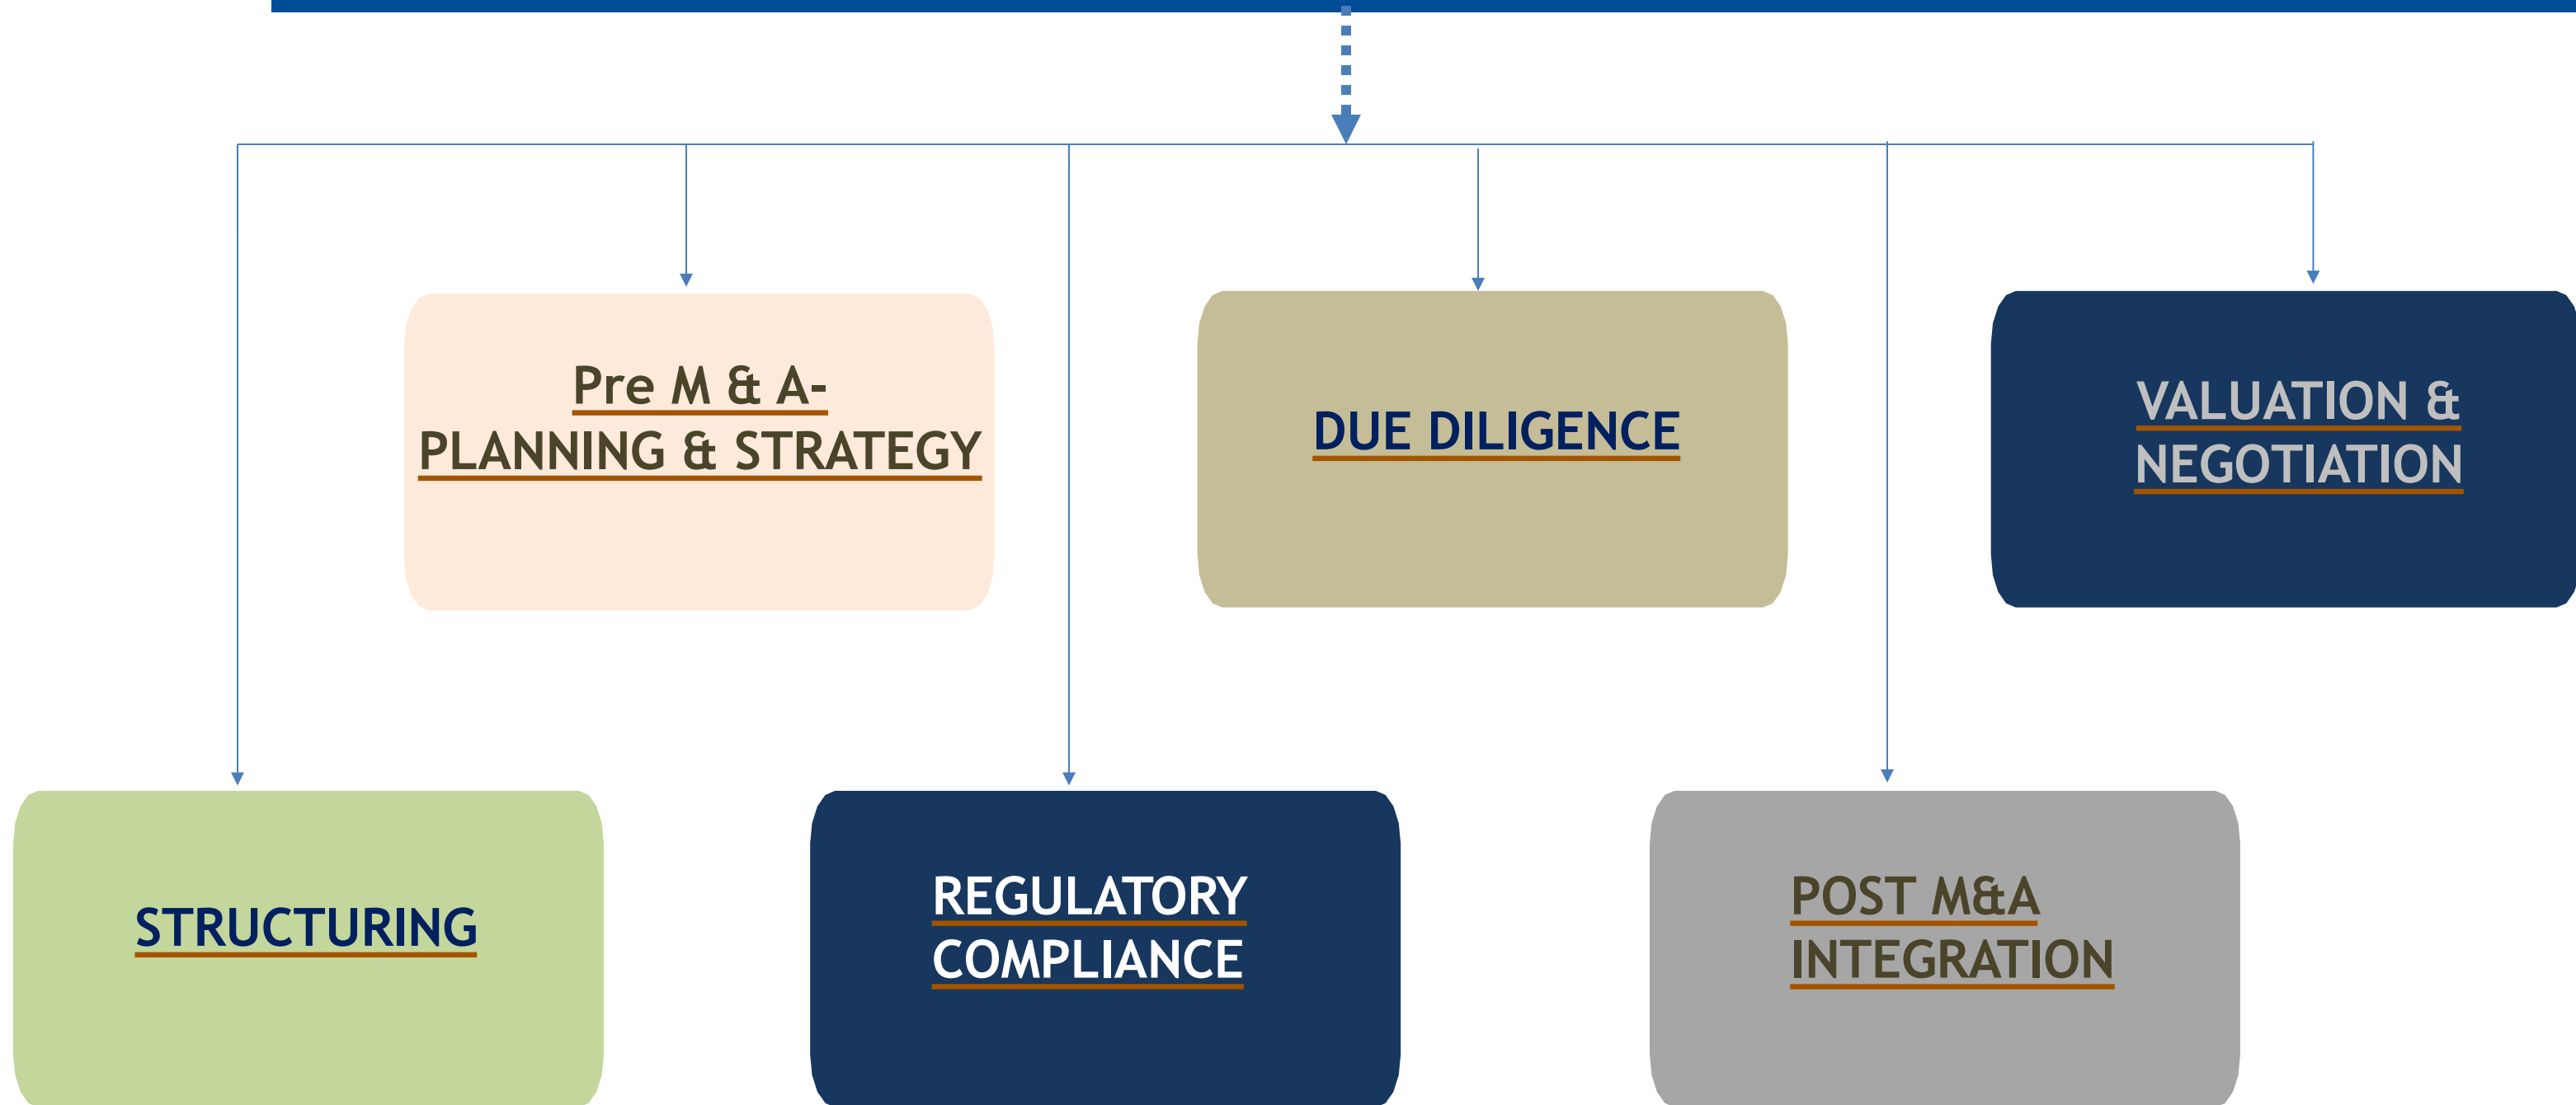 Pre M & A-
PLANNING & STRATEGY
DUE DILIGENCE
VALUATION &
NEGOTIATION
STRUCTURING
REGULATORY
COMPLIANCE
POST M&A
INTEGRATION